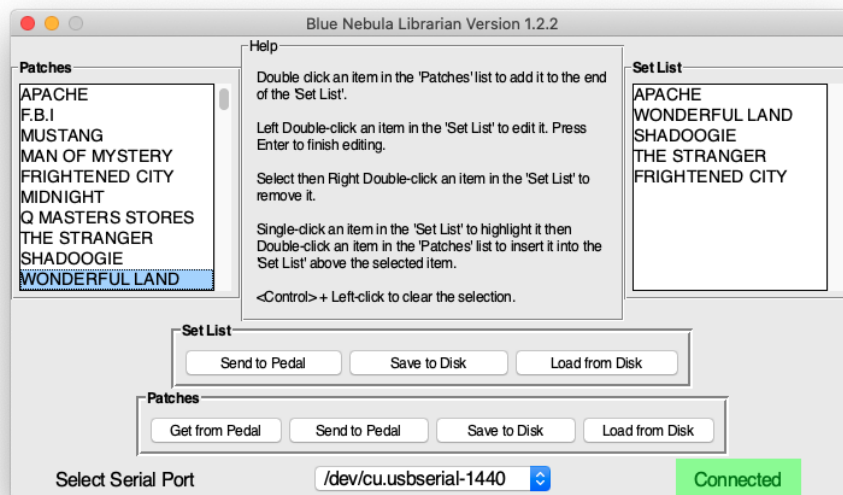 Blue Nebula Librarian Version 1.2.2
Patches
APACHE
F.B.I
MUSTANG
MAN OF MYSTERY
FRIGHTENED CITY
MIDNIGHT
Q MASTERS STORES
THE STRANGER
SHADOOGIE
WONDERFUL LAND
Help
Double click an item in the 'Patches' list to add it to the end
of the 'Set List'.
Left Double-click an item in the 'Set List' to edit it. Press
Enter to finish editing.
Select then Right Double-click an item in the 'Set List' to
remove it.
Single-click an item in the 'Set List' to highlight it then
Double-click an item in the 'Patches' list to insert it into the
'Set List' above the selected item.
<Control> + Left-click to clear the selection.
Set List
APACHE
WONDERFUL LAND
SHADOOGIE
THE STRANGER
FRIGHTENED CITY
Set List
Send to Pedal Save to Disk Load from Disk
Patches
Get from Pedal Send to Pedal Save to Disk Load from Disk
Select Serial Port /dev/cu.usbserial-1440 Connected